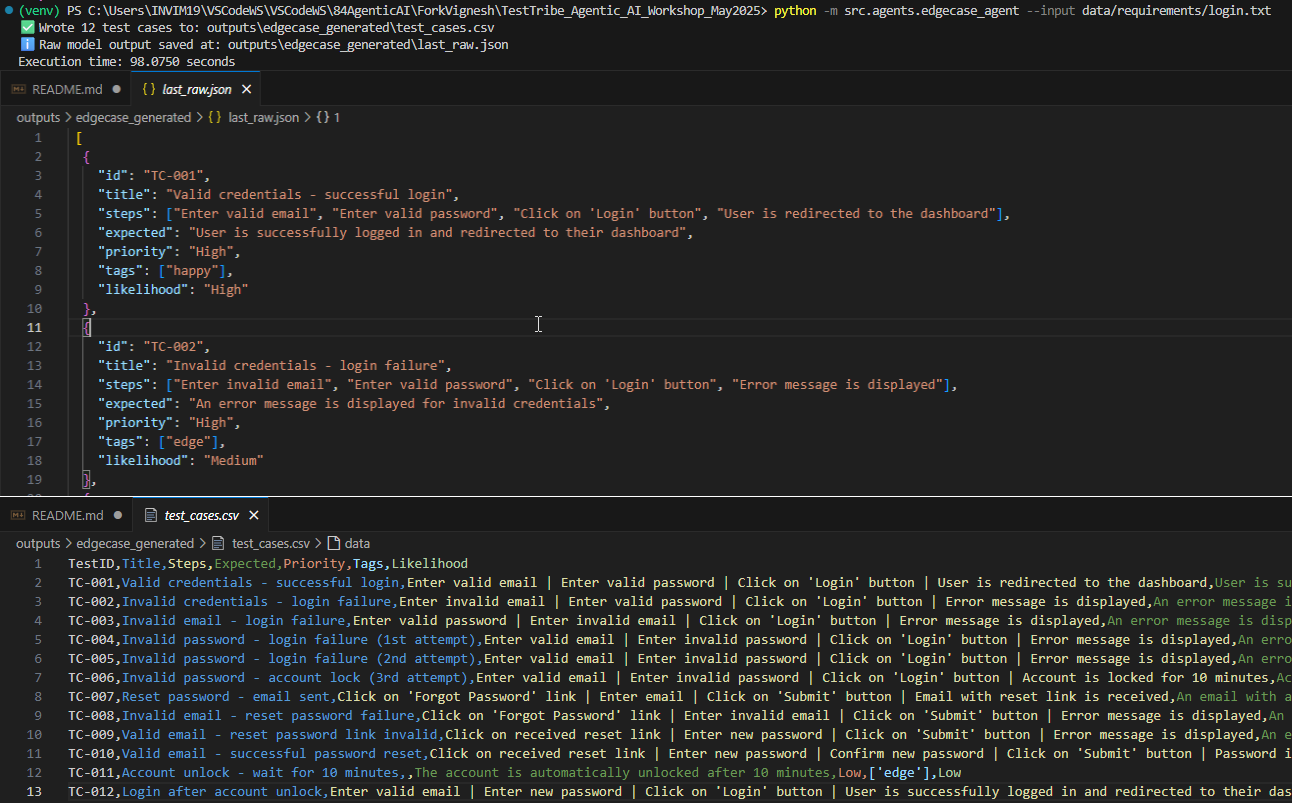 (venv) PS C:\Users\INVIM19\VSCodeWS\VSCodeWS\84AgenticAI\ForkVignesh\TestTribe_Agentic_AI_Workshop_May2025> python -m src.agents.edgecase_agent --input data/requirements/login.txt
✅ Wrote 12 test cases to: outputs\edgecase_generated\test_cases.csv
ℹ️ Raw model output saved at: outputs\edgecase_generated\last_raw.json
Execution time: 98.0750 seconds
README.md ● {} last_raw.json ×
outputs > edgecase_generated > {} last_raw.json > {} 1
1 [
2 {
3 "id": "TC-001",
4 "title": "Valid credentials - successful login",
5 "steps": ["Enter valid email", "Enter valid password", "Click on 'Login' button", "User is redirected to the dashboard"],
6 "expected": "User is successfully logged in and redirected to their dashboard",
7 "priority": "High",
8 "tags": ["happy"],
9 "likelihood": "High"
10 },
11 {
12 "id": "TC-002",
13 "title": "Invalid credentials - login failure",
14 "steps": ["Enter invalid email", "Enter valid password", "Click on 'Login' button", "Error message is displayed"],
15 "expected": "An error message is displayed for invalid credentials",
16 "priority": "High",
17 "tags": ["edge"],
18 "likelihood": "Medium"
19 },
README.md ● test_cases.csv ×
outputs > edgecase_generated > test_cases.csv > data
1 TestID,Title,Steps,Expected,Priority,Tags,Likelihood
2 TC-001,Valid credentials - successful login,Enter valid email | Enter valid password | Click on 'Login' button | User is redirected to the dashboard,User is su
3 TC-002,Invalid credentials - login failure,Enter invalid email | Enter valid password | Click on 'Login' button | Error message is displayed,An error message i
4 TC-003,Invalid email - login failure,Enter valid password | Enter invalid email | Click on 'Login' button | Error message is displayed,An error message is disp
5 TC-004,Invalid password - login failure (1st attempt),Enter valid email | Enter invalid password | Click on 'Login' button | Error message is displayed,An erro
6 TC-005,Invalid password - login failure (2nd attempt),Enter valid email | Enter invalid password | Click on 'Login' button | Error message is displayed,An erro
7 TC-006,Invalid password - account lock (3rd attempt),Enter valid email | Enter invalid password | Click on 'Login' button | Account is locked for 10 minutes,Ac
8 TC-007,Reset password - email sent,Click on 'Forgot Password' link | Enter email | Click on 'Submit' button | Email with reset link is received,An email with a
9 TC-008,Invalid email - reset password failure,Click on 'Forgot Password' link | Enter invalid email | Click on 'Submit' button | Error message is displayed,An
10 TC-009,Valid email - reset password link invalid,Click on received reset link | Enter new password | Click on 'Submit' button | Error message is displayed,An e
11 TC-010,Valid email - successful password reset,Click on received reset link | Enter new password | Confirm new password | Click on 'Submit' button | Password i
12 TC-011,Account unlock - wait for 10 minutes,,The account is automatically unlocked after 10 minutes,Low,['edge'],Low
13 TC-012,Login after account unlock,Enter valid email | Enter new password | Click on 'Login' button | User is successfully logged in and redirected to their das